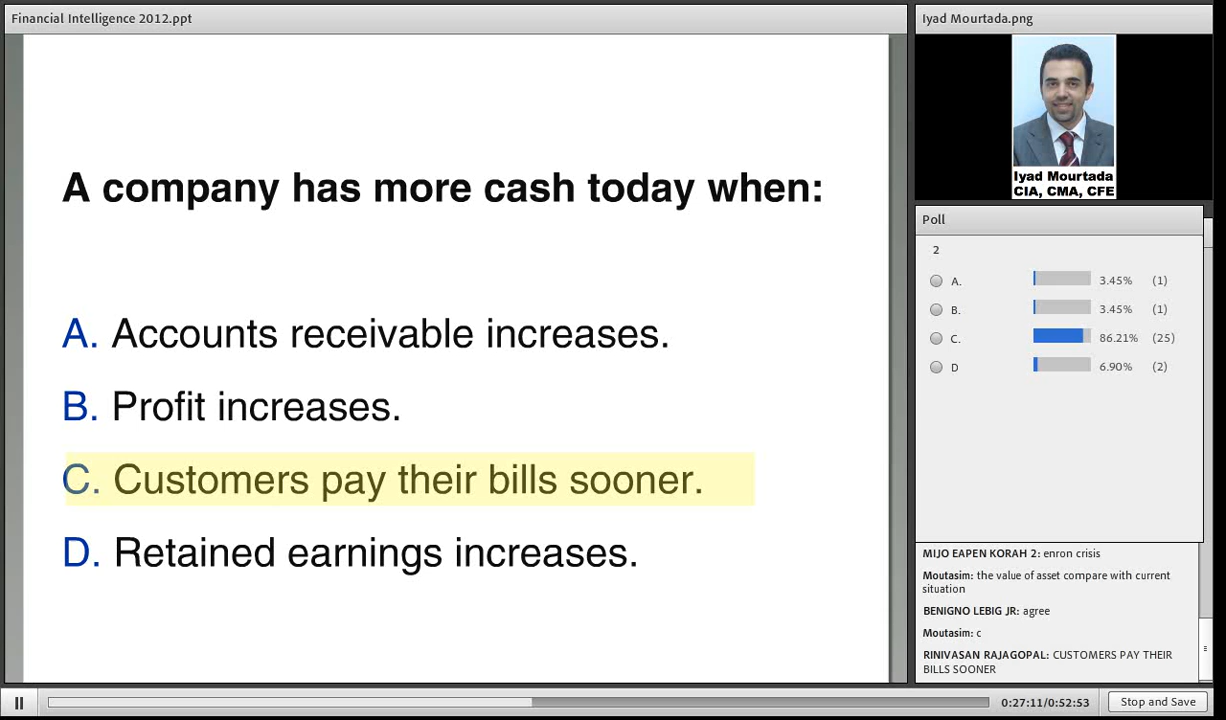 Financial Intelligence 2012.ppt
A company has more cash today when:
A. Accounts receivable increases.
B. Profit increases.
C. Customers pay their bills sooner.
D. Retained earnings increases.
Iyad Mourtada.png
Iyad Mourtada
CIA, CMA, CFE
Poll
2
A. 3.45% (1)
B. 3.45% (1)
C. 86.21% (25)
D 6.90% (2)
MIJO EAPEN KORAH 2: enron crisis
Moutasim: the value of asset compare with current
situation
BENIGNO LEBIG JR: agree
Moutasim: c
RINIVASAN RAJAGOPAL: CUSTOMERS PAY THEIR
BILLS SOONER
0:27:11/0:52:53
Stop and Save